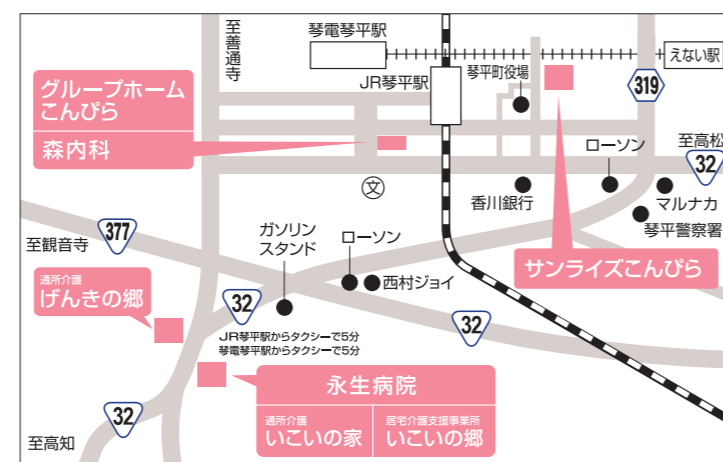 琴電琴平駅
至善通寺
えない駅
JR琴平駅
琴平町役場
319
グループホーム
こんぴら
森内科
ローソン
至高松
32
文
香川銀行
マルナカ
琴平警察署
377
至観音寺
ガソリン
スタンド
ローソン
西村ジョイ
サンライズこんぴら
通所介護
げんきの郷
32
32
JR琴平駅からタクシーで5分
琴電琴平駅からタクシーで5分
永生病院
通所介護
いこいの家
居宅介護支援事業所
いこいの郷
32
至高知